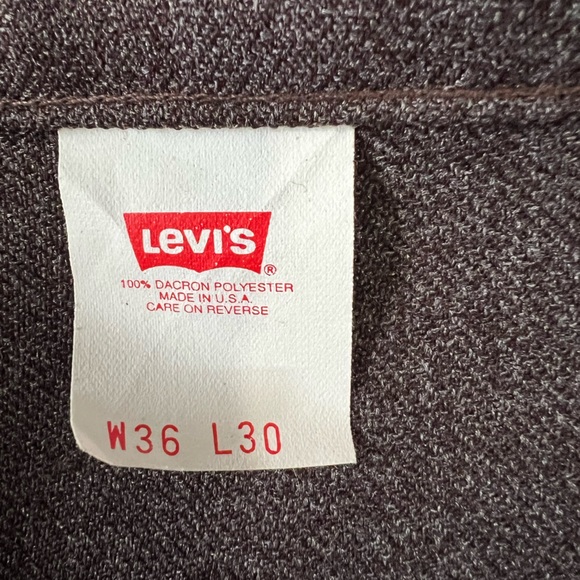 LEVI'S ®
100% DACRON POLYESTER
MADE IN U.S.A.
CARE ON REVERSE
W36 L30